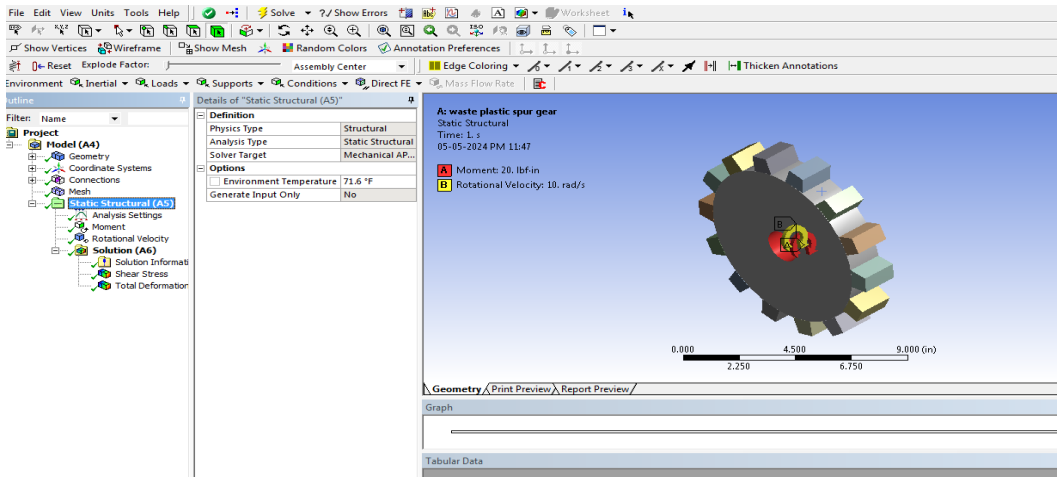 File Edit View Units Tools Help Solve ?/ Show Errors A Worksheet i
Show Vertices Wireframe Show Mesh Random Colors Annotation Preferences
Reset Explode Factor: Assembly Center Edge Coloring Thicken Annotations
Environment Inertial Loads Supports Conditions Direct FE Mass Flow Rate
Outline
Filter: Name
Project
Model (A4)
Geometry
Coordinate Systems
Connections
Mesh
Static Structural (A5)
Analysis Settings
Moment
Rotational Velocity
Solution (A6)
Solution Informati
Shear Stress
Total Deformation
Details of "Static Structural (A5)"
Definition
Physics Type Structural
Analysis Type Static Structural
Solver Target Mechanical AP...
Options
Environment Temperature 71.6 °F
Generate Input Only No
A: waste plastic spur gear
Static Structural
Time: 1. s
05-05-2024 PM 11:47
A Moment: 20. lbf-in
B Rotational Velocity: 10. rad/s
B
A
0.000 4.500 9.000 (in)
2.250 6.750
Geometry Print Preview Report Preview
Graph
Tabular Data